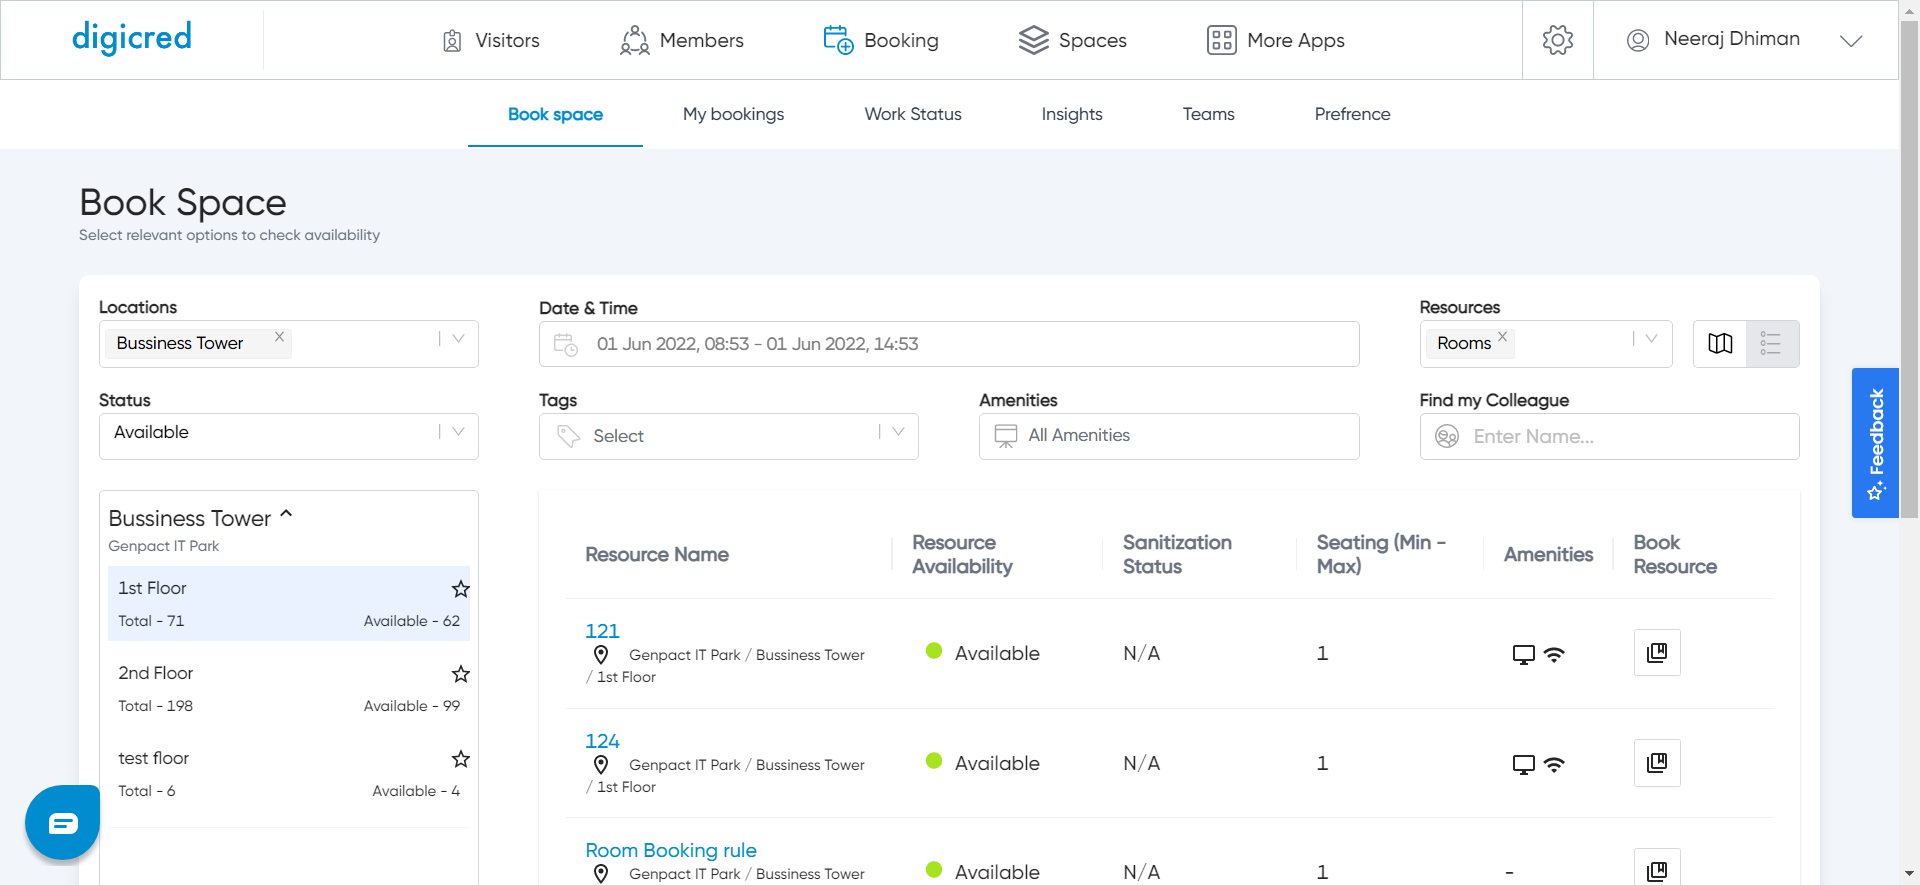 digicred
Visitors
Members
Booking
Spaces
More Apps
Neeraj Dhiman
Book space
My bookings
Work Status
Insights
Teams
Prefrence
Book Space
Select relevant options to check availability
Locations
Bussiness Tower
Date & Time
01 Jun 2022, 08:53 - 01 Jun 2022, 14:53
Resources
Rooms
Status
Available
Tags
Select
Amenities
All Amenities
Find my Colleague
Enter Name...
Feedback
Bussiness Tower
Genpact IT Park
1st Floor
Total - 71
Available - 62
2nd Floor
Total - 198
Available - 99
test floor
Total - 6
Available - 4
Resource Name
Resource
Availability
Sanitization
Status
Seating (Min -
Max)
Amenities
Book
Resource
121
Genpact IT Park / Bussiness Tower
/ 1st Floor
Available
N/A
1
124
Genpact IT Park / Bussiness Tower
/ 1st Floor
Available
N/A
1
Room Booking rule
Genpact IT Park / Bussiness Tower
Available
N/A
1
-